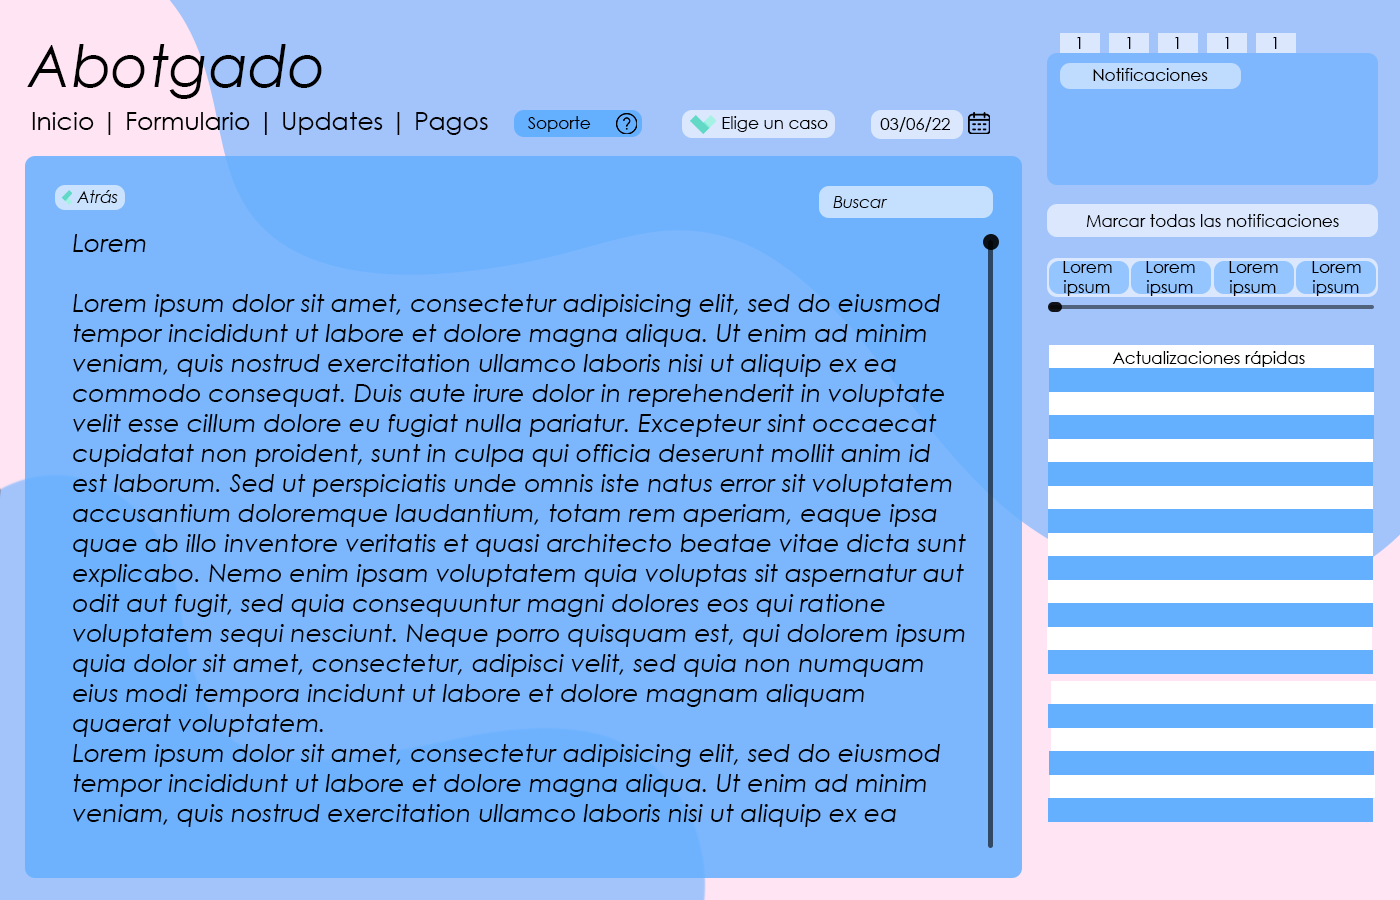 Abotgado
Inicio | Formulario | Updates | Pagos
Soporte ?
Elige un caso
03/06/22
Atrás
Buscar
Lorem
Lorem ipsum dolor sit amet, consectetur adipisicing elit, sed do eiusmod
tempor incididunt ut labore et dolore magna aliqua. Ut enim ad minim
veniam, quis nostrud exercitation ullamco laboris nisi ut aliquip ex ea
commodo consequat. Duis aute irure dolor in reprehenderit in voluptate
velit esse cillum dolore eu fugiat nulla pariatur. Excepteur sint occaecat
cupidatat non proident, sunt in culpa qui officia deserunt mollit anim id
est laborum. Sed ut perspiciatis unde omnis iste natus error sit voluptatem
accusantium doloremque laudantium, totam rem aperiam, eaque ipsa
quae ab illo inventore veritatis et quasi architecto beatae vitae dicta sunt
explicabo. Nemo enim ipsam voluptatem quia voluptas sit aspernatur aut
odit aut fugit, sed quia consequuntur magni dolores eos qui ratione
voluptatem sequi nesciunt. Neque porro quisquam est, qui dolorem ipsum
quia dolor sit amet, consectetur, adipisci velit, sed quia non numquam
eius modi tempora incidunt ut labore et dolore magnam aliquam
quaerat voluptatem.
Lorem ipsum dolor sit amet, consectetur adipisicing elit, sed do eiusmod
tempor incididunt ut labore et dolore magna aliqua. Ut enim ad minim
veniam, quis nostrud exercitation ullamco laboris nisi ut aliquip ex ea
1 1 1 1 1
Notificaciones
Marcar todas las notificaciones
Lorem Lorem Lorem Lorem
ipsum ipsum ipsum ipsum
Actualizaciones rápidas